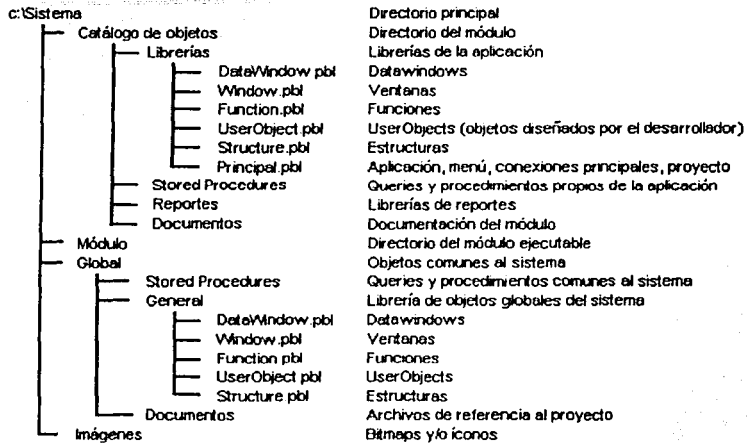 c:\Sistema Directorio principal
Catálogo de objetos Directorio del módulo
Librerías Librerías de la aplicación
DataWindow.pbl Datawindows
Window.pbl Ventanas
Function.pbl Funciones
UserObject.pbl UserObjects (objetos diseñados por el desarrollador)
Structure.pbl Estructuras
Principal.pbl Aplicación, menú, conexiones principales, proyecto
Stored Procedures Queries y procedimientos propios de la aplicación
Reportes Librerías de reportes
Documentos Documentación del módulo
Módulo Directorio del módulo ejecutable
Global Objetos comunes al sistema
Stored Procedures Queries y procedimientos comunes al sistema
General Librería de objetos globales del sistema
DataWindow.pbl Datawindows
Window.pbl Ventanas
Function pbl Funciones
UserObject pbl UserObjects
Structure pbl Estructuras
Documentos Archivos de referencia al proyecto
Imágenes Bitmaps y/o íconos